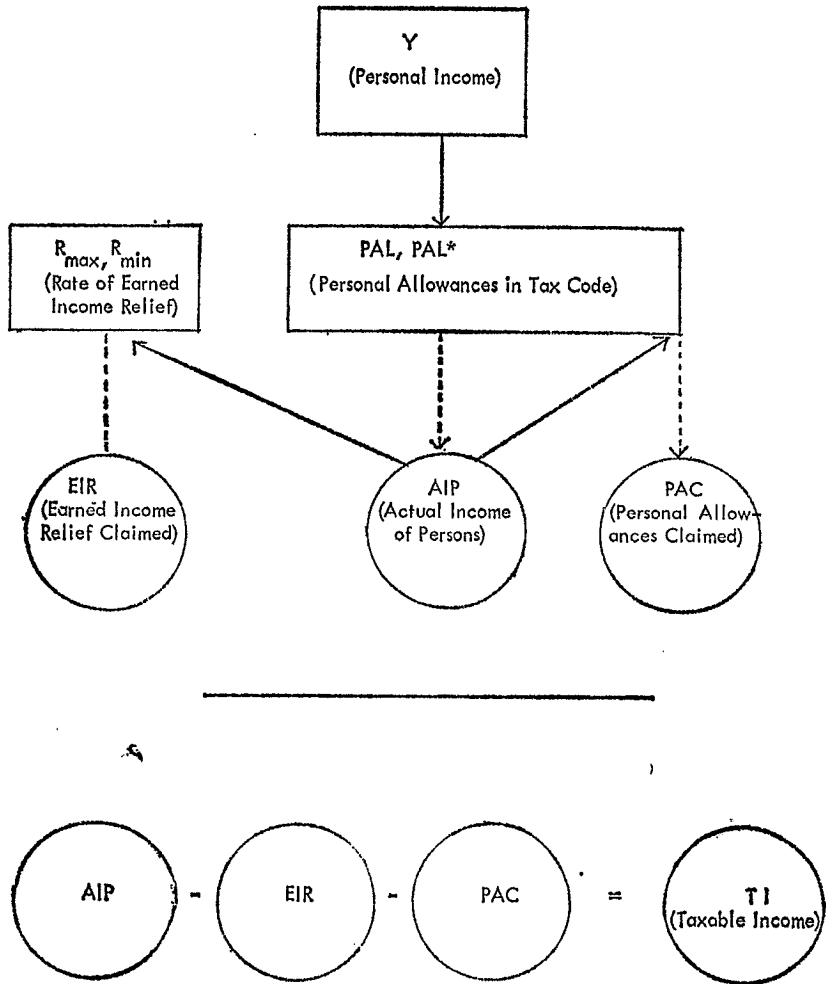 Y
(Personal Income)
R max, R min
(Rate of Earned
Income Relief)
PAL, PAL*
(Personal Allowances in Tax Code)
EIR
(Earned Income
Relief Claimed)
AIP
(Actual Income
of Persons)
PAC
(Personal Allow-
ances Claimed)
AIP - EIR - PAC = TI
(Taxable Income)